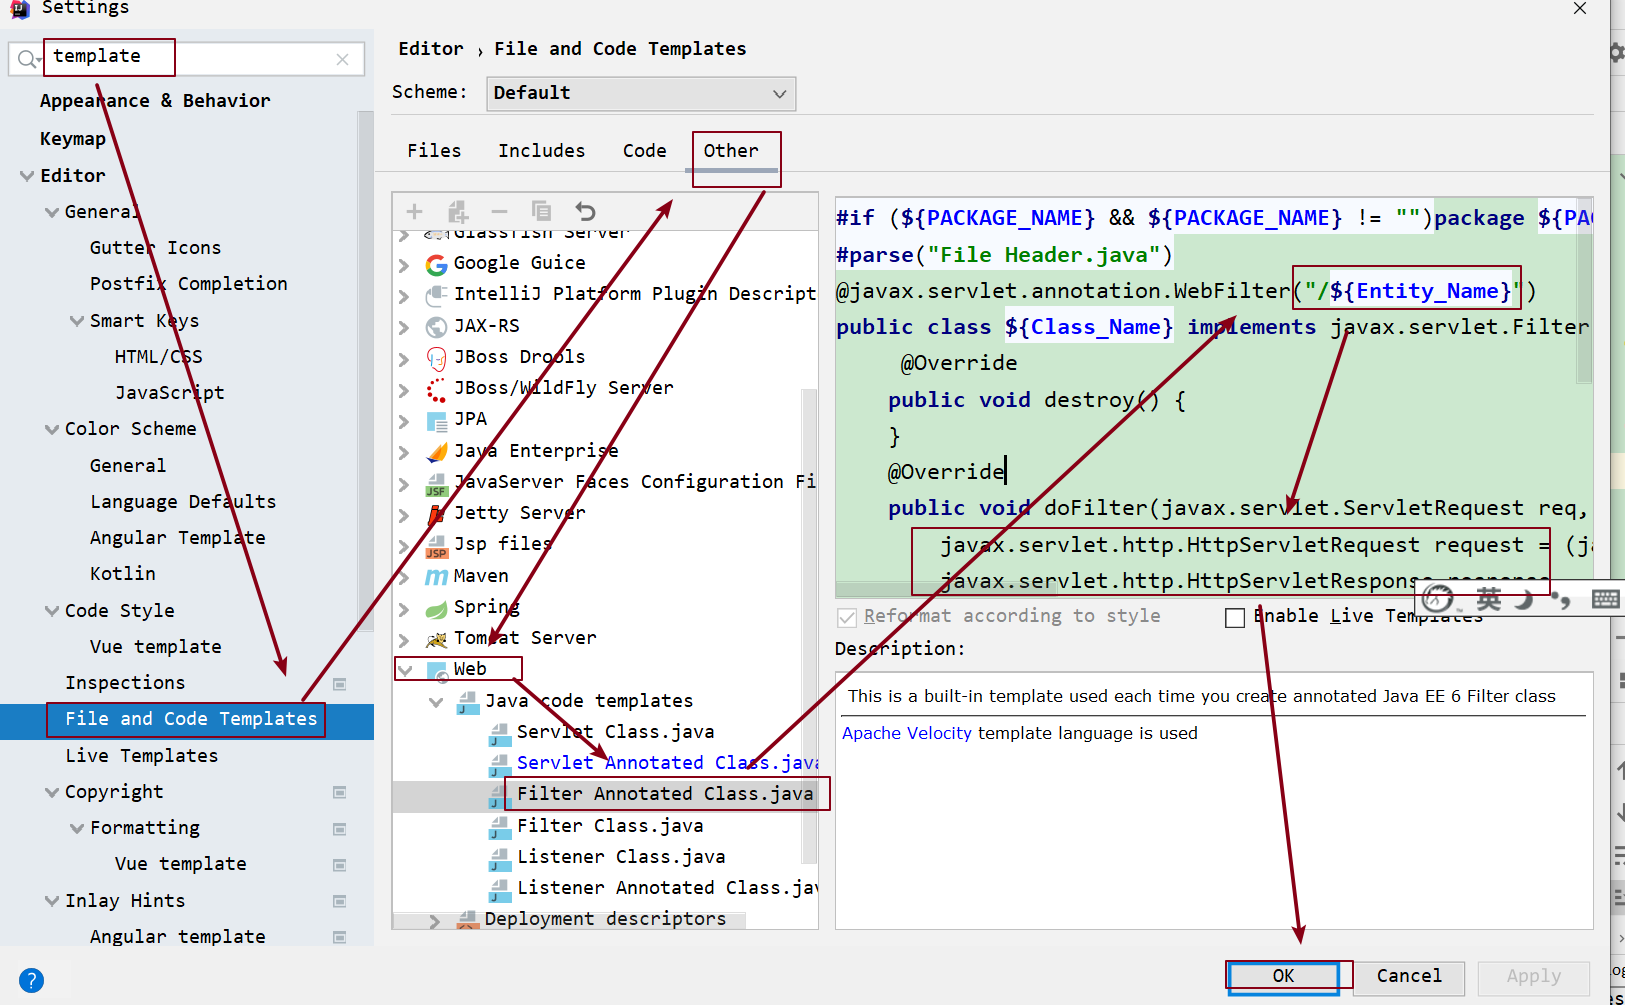 Settings
template
Appearance & Behavior
Keymap
Editor
General
Gutter Icons
Postfix Completion
Smart Keys
HTML/CSS
JavaScript
Color Scheme
General
Language Defaults
Angular Template
Kotlin
Code Style
Vue template
Inspections
File and Code Templates
Live Templates
Copyright
Formatting
Vue template
Inlay Hints
Angular template
Editor › File and Code Templates
Scheme: Default
Files Includes Code Other
Glassfish Server
Google Guice
IntelliJ Platform Plugin Descript
JAX-RS
JBoss Drools
JBoss/WildFly Server
JPA
Java Enterprise
JavaServer Faces Configuration Fi
Jetty Server
Jsp files
Maven
Spring
Tomcat Server
Web
Java code templates
Servlet Class.java
Servlet Annotated Class.java
Filter Annotated Class.java
Filter Class.java
Listener Class.java
Listener Annotated Class.jav
Deployment descriptors
#if (${PACKAGE_NAME} && ${PACKAGE_NAME} != "")package ${PAC
#parse("File Header.java")
@javax.servlet.annotation.WebFilter("/${Entity_Name}")
public class ${Class_Name} implements javax.servlet.Filter
@Override
public void destroy() {
}
@Override
public void doFilter(javax.servlet.ServletRequest req,
javax.servlet.http.HttpServletRequest request = (ja
javax.servlet.http.HttpServletResponse response
英
Reformat according to style Enable Live Templates
Description:
This is a built-in template used each time you create annotated Java EE 6 Filter class
Apache Velocity template language is used
? OK Cancel Apply